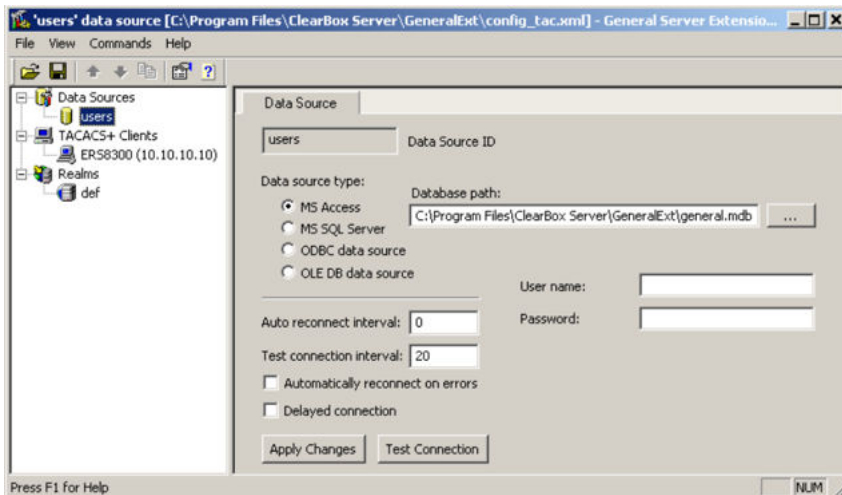 'users' data source [C:\Program Files\ClearBox Server\GeneralExt\config_tac.xml] - General Server Extensio...
File View Commands Help
Data Sources
users
TACACS+ Clients
ERS8300 (10.10.10.10)
Realms
def
Data Source
users Data Source ID
Data source type:
Database path:
MS Access
C:\Program Files\ClearBox Server\GeneralExt\general.mdb ...
MS SQL Server
ODBC data source
OLE DB data source
User name:
Auto reconnect interval: 0
Password:
Test connection interval: 20
Automatically reconnect on errors
Delayed connection
Apply Changes Test Connection
Press F1 for Help NUM